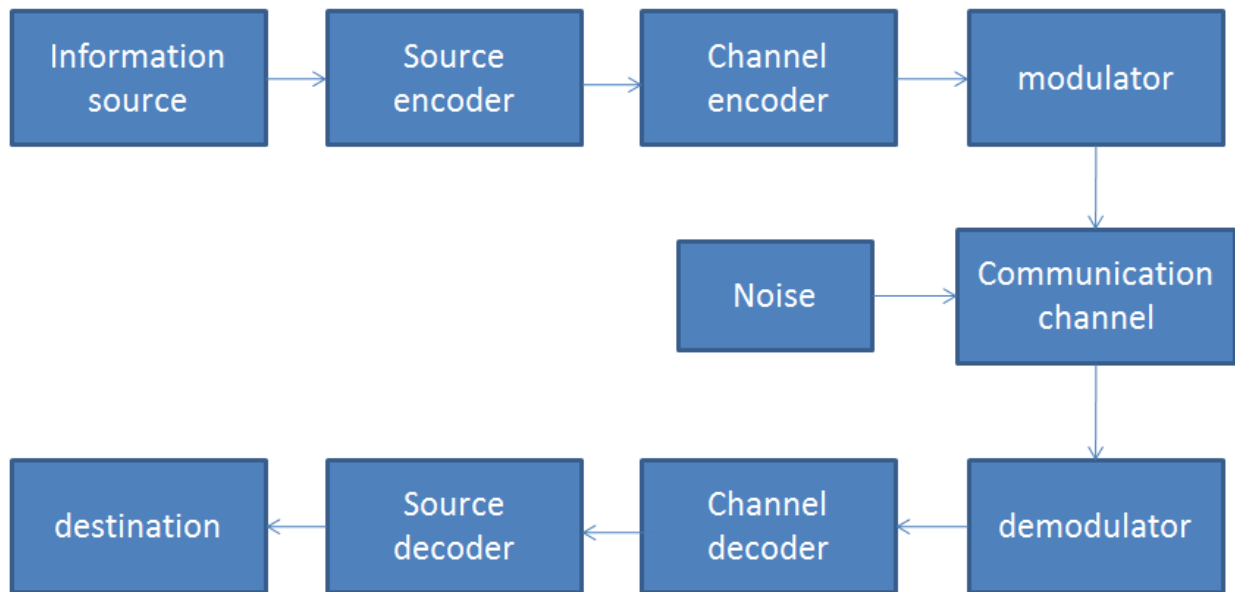 Information
source
Source
encoder
Channel
encoder
modulator
Noise
Communication
channel
destination
Source
decoder
Channel
decoder
demodulator